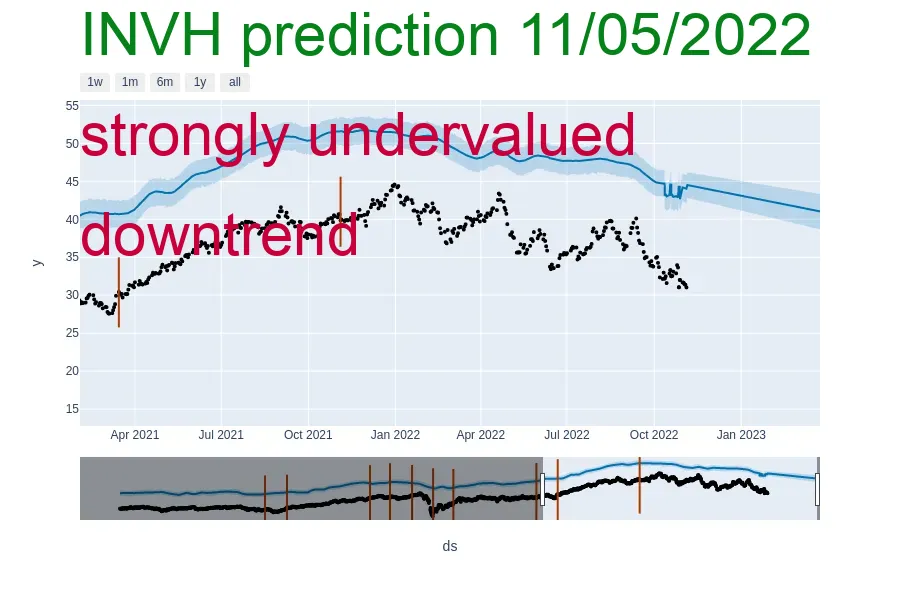 INVH prediction 11/05/2022
1w 1m 6m 1y all
55
strongly undervalued
50
45
40
downtrend
35
y
30
25
20
15
Apr 2021 Jul 2021 Oct 2021 Jan 2022 Apr 2022 Jul 2022 Oct 2022 Jan 2023
ds